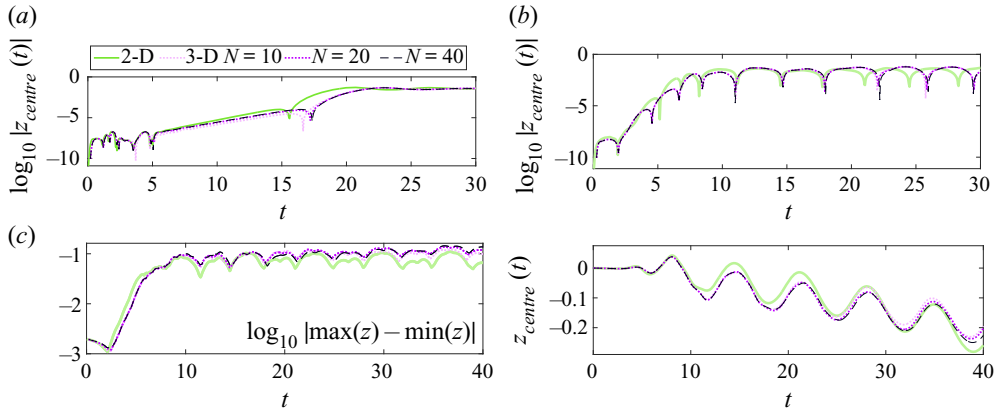 (a)
(b)
2-D 3-D N = 10 N = 20 N = 40
0
−5
−10
log10 |zcentre (t)|
0 5 10 15 20 25 30
t
0
−5
−10
log10 |zcentre (t)|
0 5 10 15 20 25 30
t
(c)
−1
−2
−3
log10 |max(z) − min(z)|
0 10 20 30 40
t
0
−0.1
−0.2
zcentre (t)
0 10 20 30 40
t